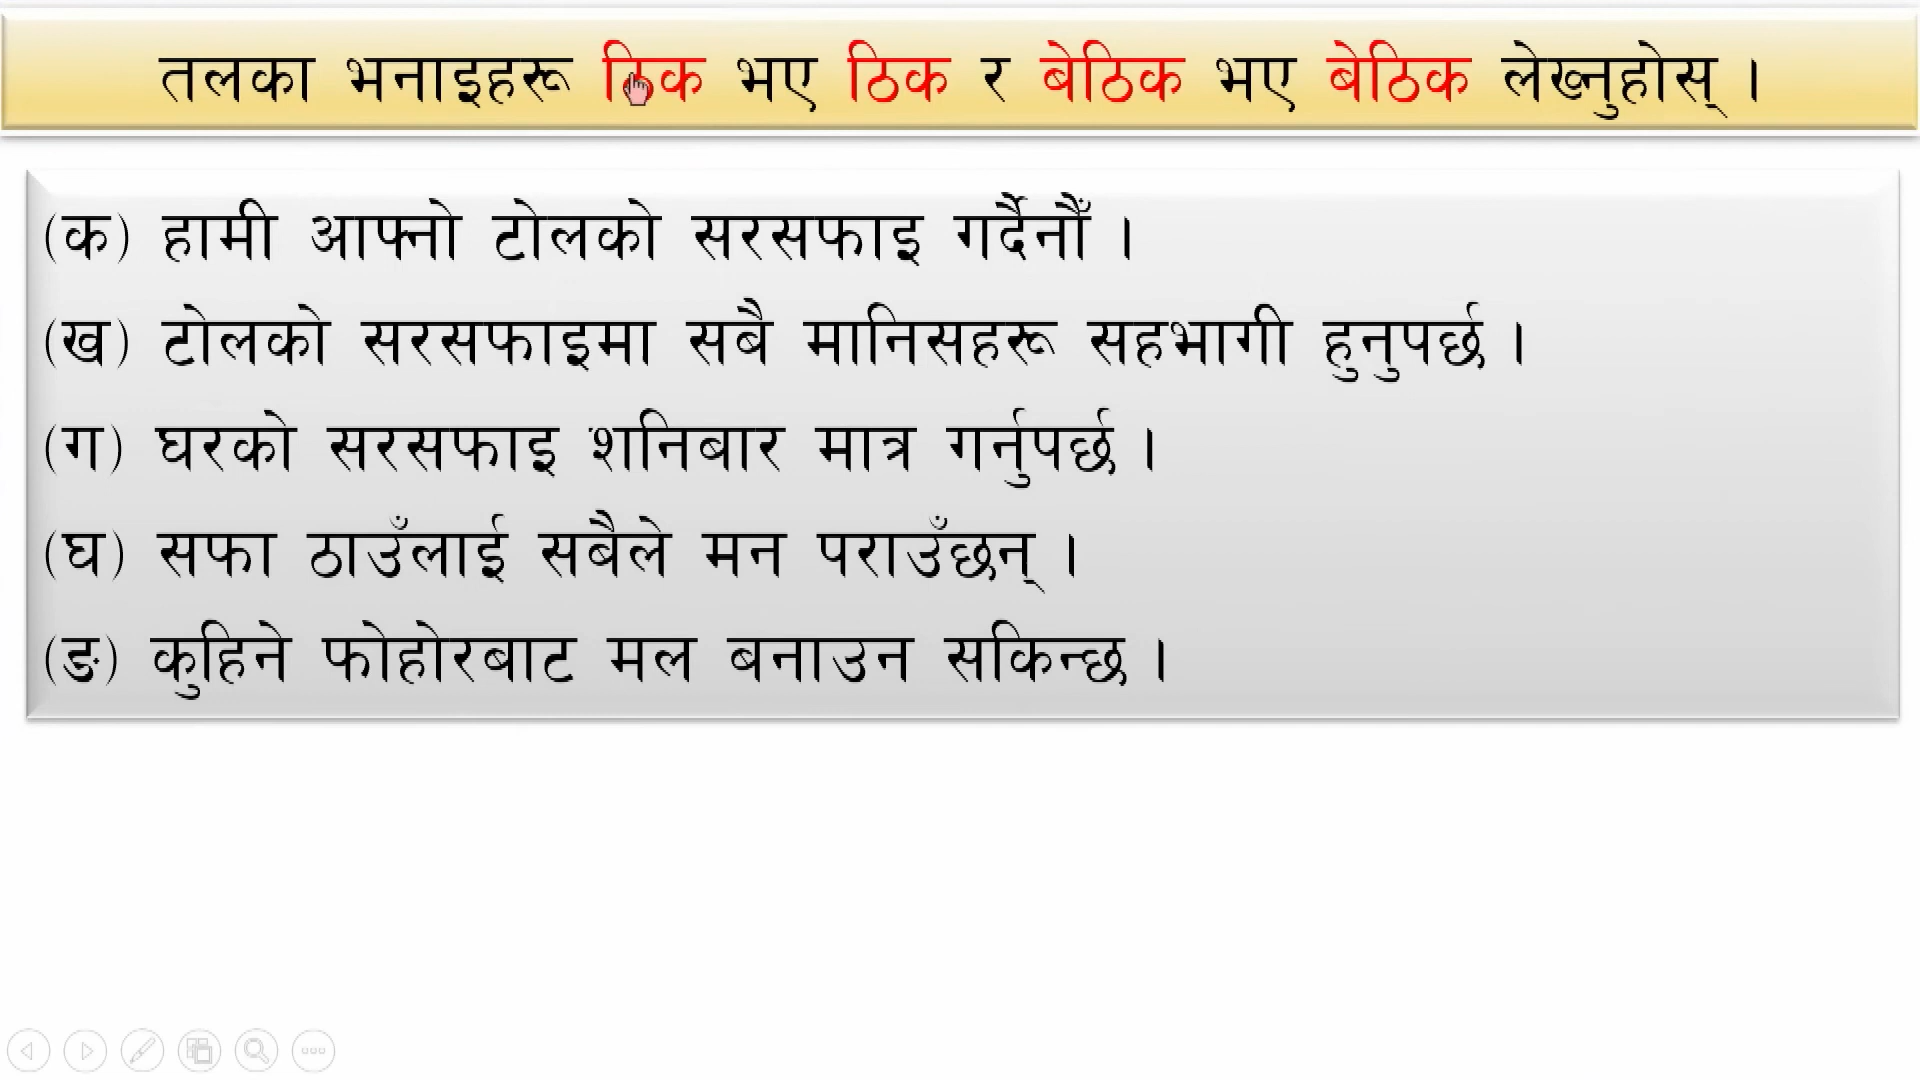 तलका भनाइहरू ठिक भए ठिक र बेठिक भए बेठिक लेख्नुहोस् ।
(क) हामी आफ्नो टोलको सरसफाइ गर्दैनौँ ।
(ख) टोलको सरसफाइमा सबै मानिसहरू सहभागी हुनुपर्छ ।
(ग) घरको सरसफाइ शनिबार मात्र गर्नुपर्छ ।
(घ) सफा ठाउँलाई सबैले मन पराउँछन् ।
(ङ) कुहिने फोहोरबाट मल बनाउन सकिन्छ ।